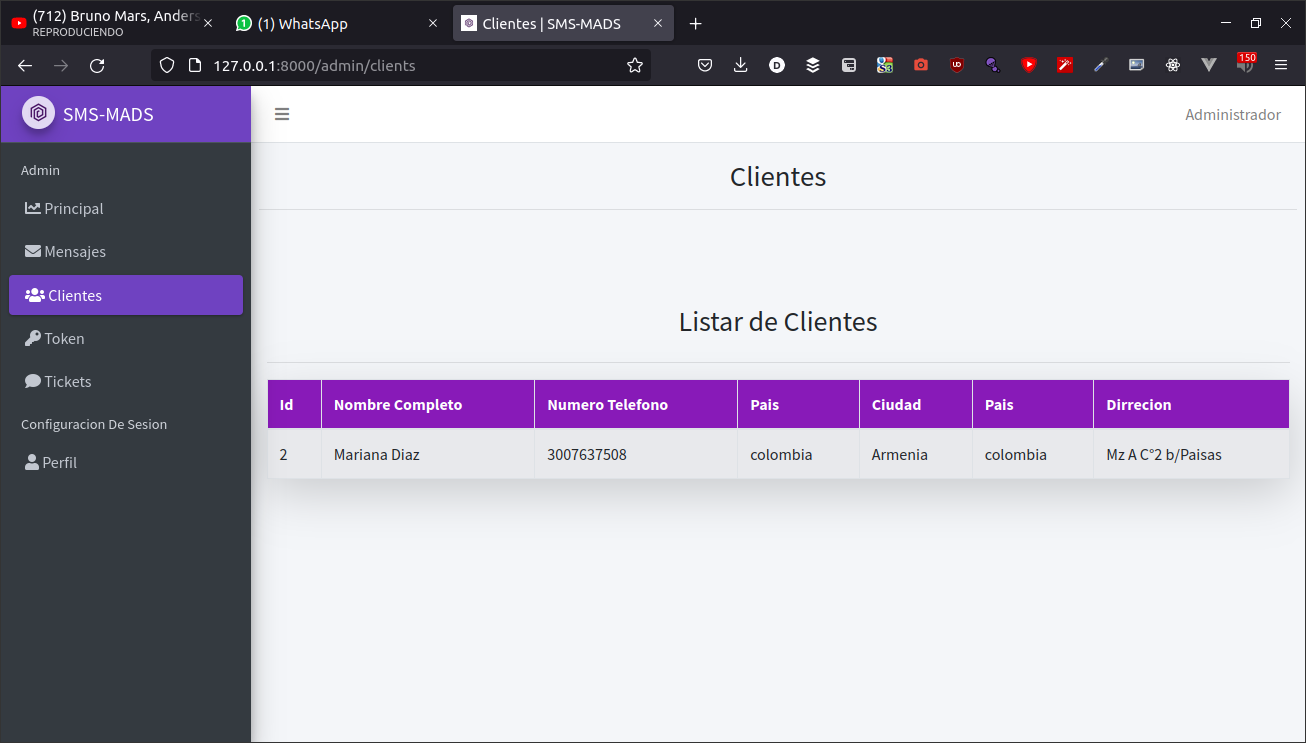 (712) Bruno Mars, Anders
REPRODUCIENDO
(1) WhatsApp
Clientes | SMS-MADS
127.0.0.1:8000/admin/clients
150
SMS-MADS
Administrador
Admin
Principal
Mensajes
Clientes
Token
Tickets
Configuracion De Sesion
Perfil
Clientes
Listar de Clientes
Id Nombre Completo Numero Telefono Pais Ciudad Pais Dirrecion
2 Mariana Diaz 3007637508 colombia Armenia colombia Mz A C°2 b/Paisas